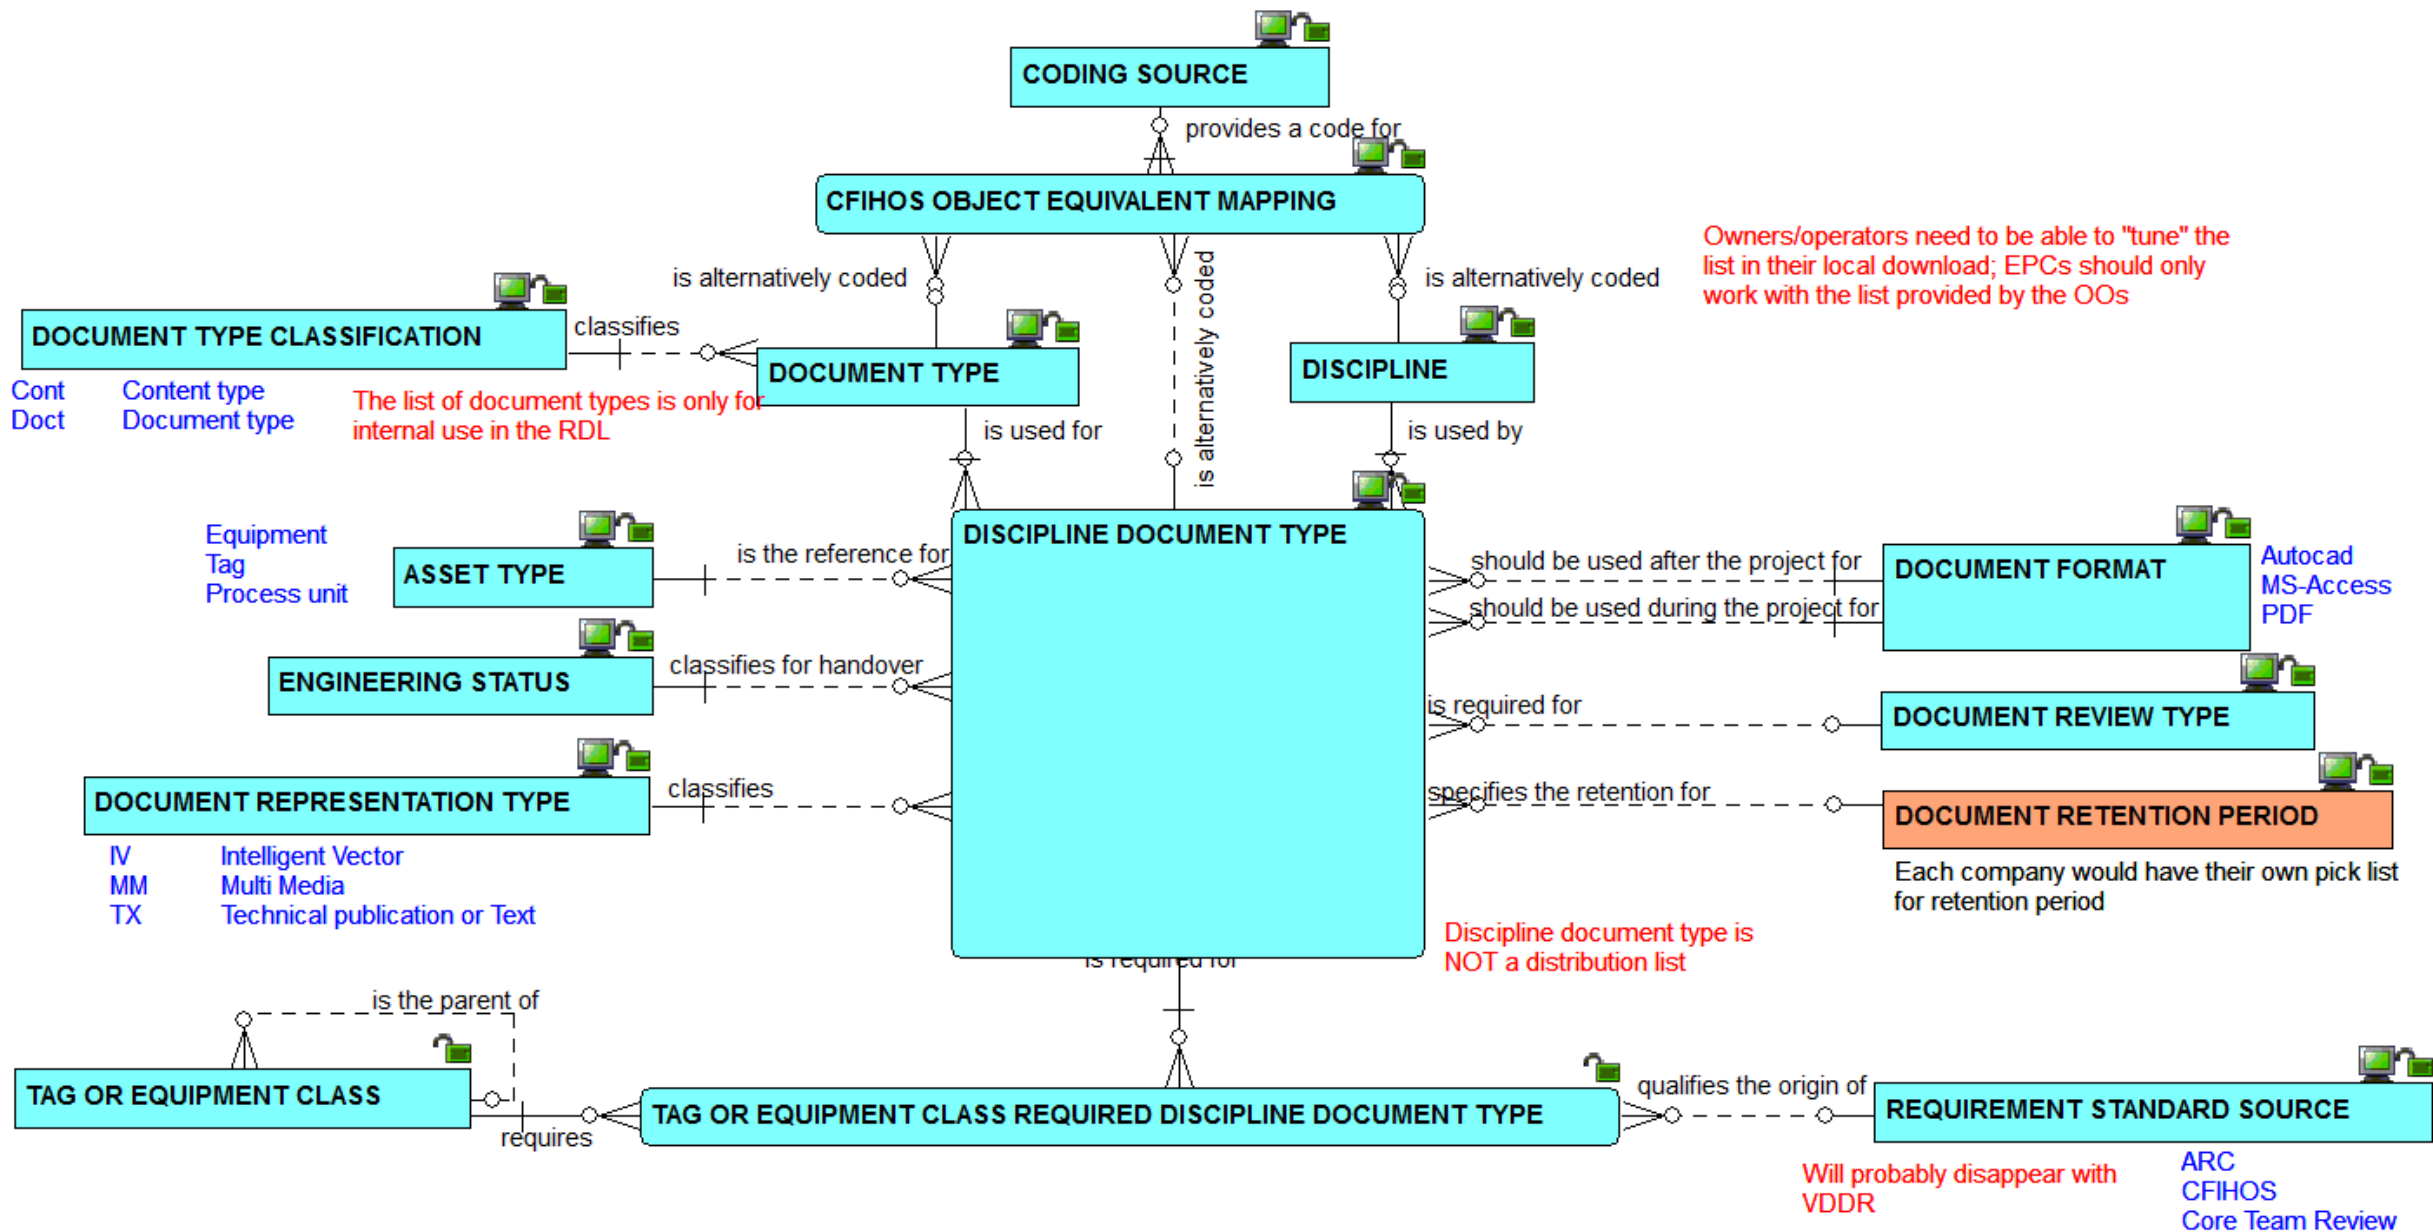 CODING SOURCE
provides a code for
CFIHOS OBJECT EQUIVALENT MAPPING
is alternatively coded
is alternatively coded
is alternatively coded
Owners/operators need to be able to "tune" the
list in their local download; EPCs should only
work with the list provided by the OOs
DOCUMENT TYPE CLASSIFICATION
classifies
DOCUMENT TYPE
DISCIPLINE
Cont Content type
Doct Document type
The list of document types is only for
internal use in the RDL
is used for
is used by
Equipment
Tag
Process unit
ASSET TYPE
is the reference for
DISCIPLINE DOCUMENT TYPE
should be used after the project for
should be used during the project for
DOCUMENT FORMAT
Autocad
MS-Access
PDF
ENGINEERING STATUS
classifies for handover
is required for
DOCUMENT REVIEW TYPE
DOCUMENT REPRESENTATION TYPE
classifies
specifies the retention for
DOCUMENT RETENTION PERIOD
IV Intelligent Vector
MM Multi Media
TX Technical publication or Text
Each company would have their own pick list
for retention period
Discipline document type is
NOT a distribution list
is required for
is the parent of
TAG OR EQUIPMENT CLASS
requires
TAG OR EQUIPMENT CLASS REQUIRED DISCIPLINE DOCUMENT TYPE
qualifies the origin of
REQUIREMENT STANDARD SOURCE
Will probably disappear with
VDDR
ARC
CFIHOS
Core Team Review